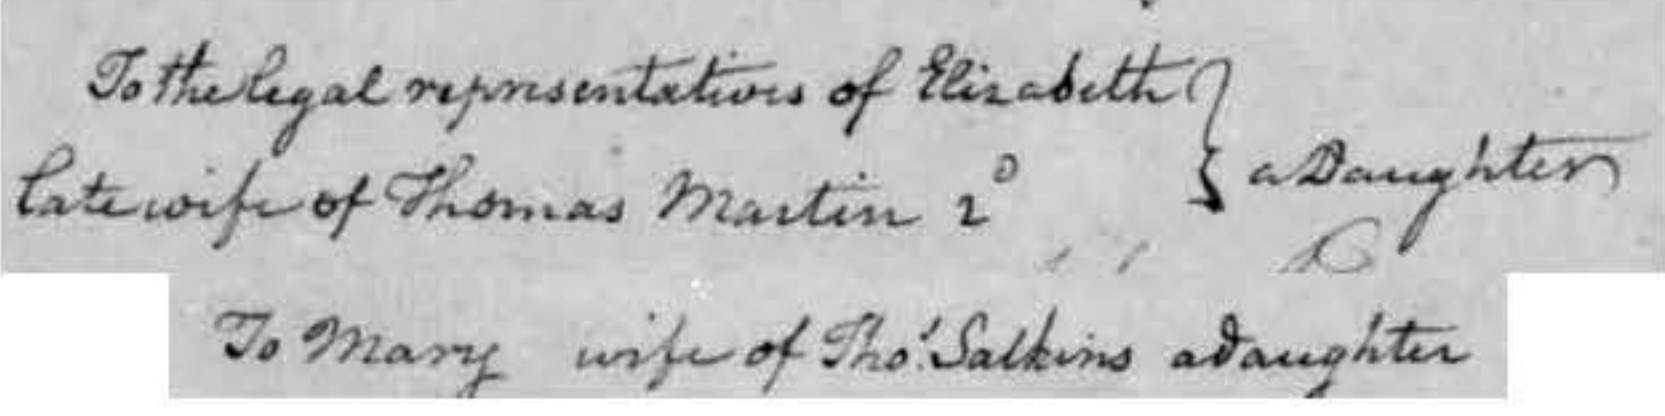 To the legal representatives of Elizabeth
late wife of Thomas Martin 2ᴰ } a Daughter
To Mary wife of Tho.s Salkins a daughter